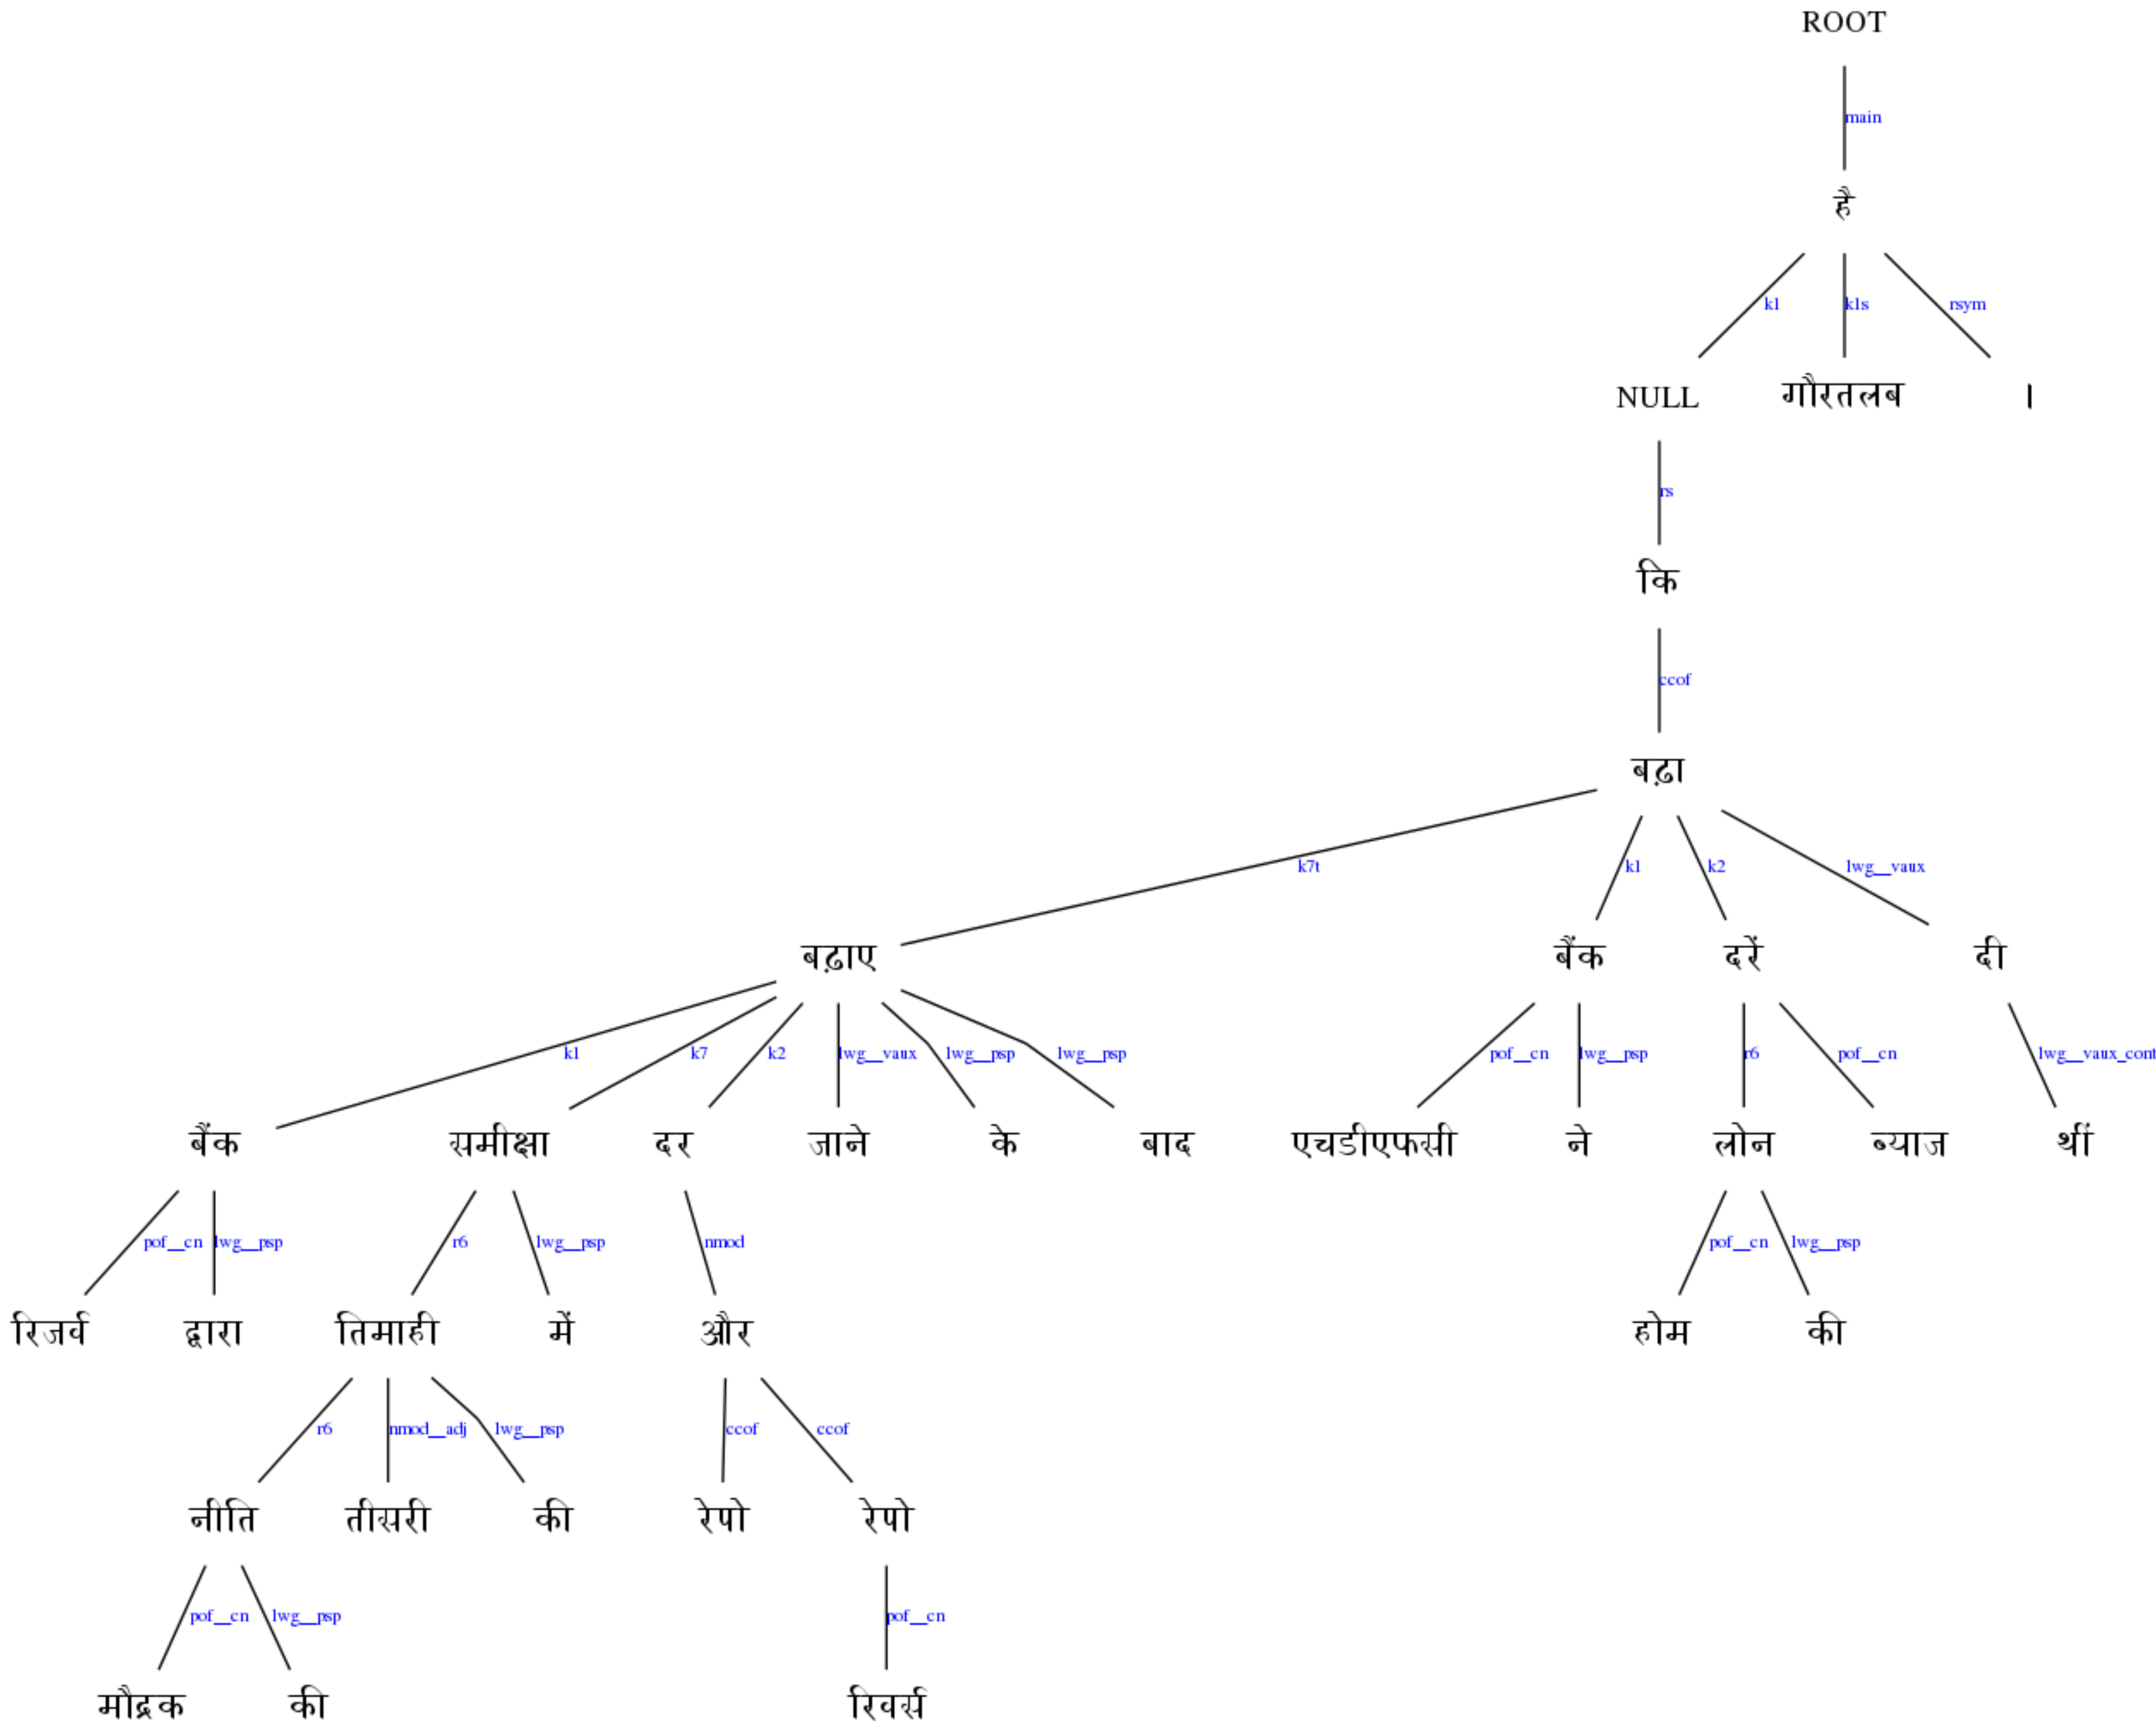 ROOT
main
है
k1 k1s rsym
NULL गौरतलब ।
rs
कि
ccof
बढ़ा
k7t k1 k2 lwg__vaux
बढ़ाए बैंक दरें दी
k1 k7 k2 lwg__vaux lwg__psp lwg__psp pof__cn lwg__psp r6 pof__cn lwg__vaux_cont
बैंक समीक्षा दर जाने के बाद एचडीएफसी ने लोन ब्याज थीं
pof__cn lwg__psp r6 lwg__psp nmod pof__cn lwg__psp
रिजर्व द्वारा तिमाही में और होम की
r6 nmod__adj lwg__psp ccof ccof
नीति तीसरी की रेपो रेपो
pof__cn lwg__psp pof__cn
मौद्रक की रिवर्स